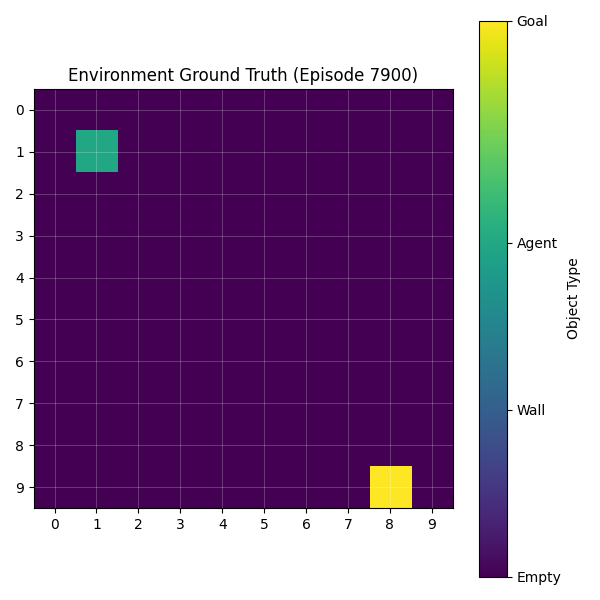 Environment Ground Truth (Episode 7900)
0
1
2
3
4
5
6
7
8
9
0 1 2 3 4 5 6 7 8 9
Goal
Agent
Wall
Empty
Object Type